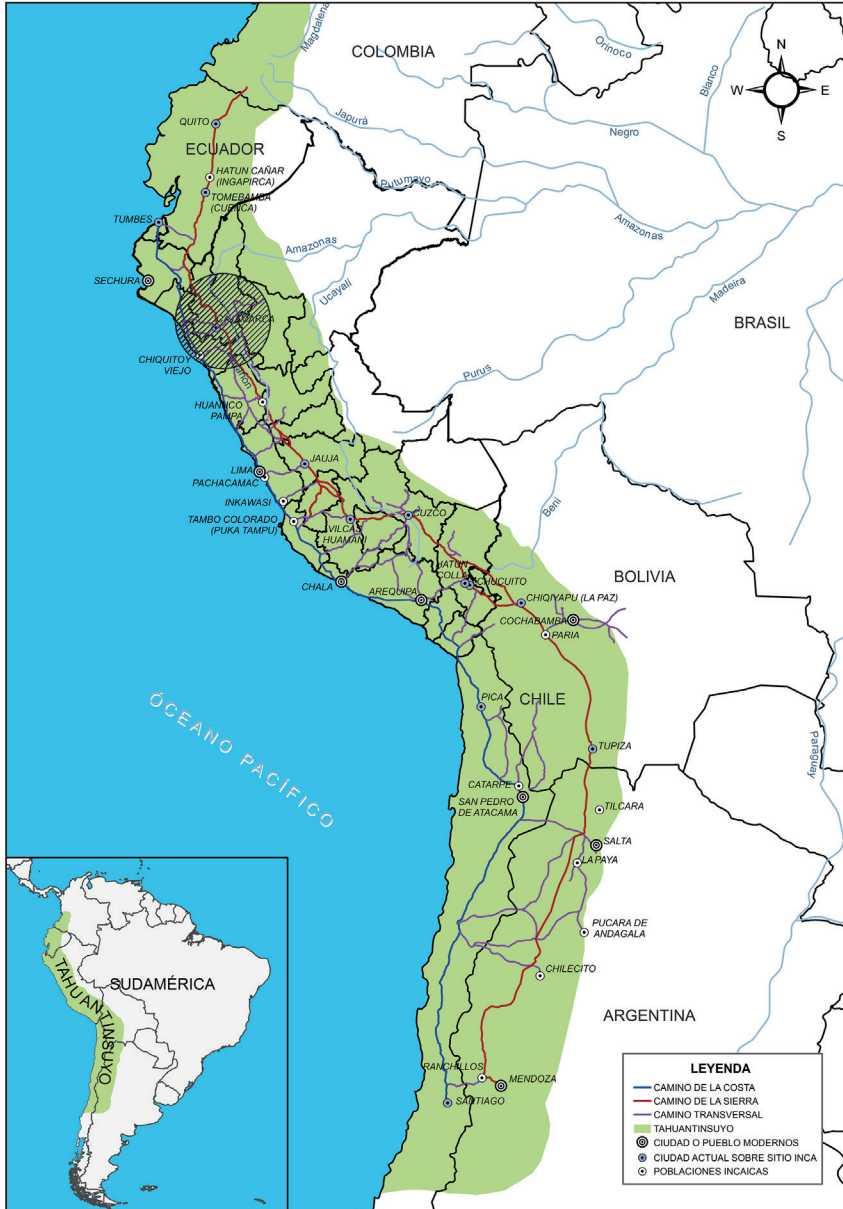 COLOMBIA
Magdalena
Orinoco
Blanco
N
W
E
S
Japurá
Negro
QUITO
ECUADOR
HATUN CAÑAR
(INGAPIRCA)
Putumayo
TOMEBAMBA
(CUENCA)
TUMBES
Amazonas
Amazonas
SECHURA
Ucayali
Madeira
CAJAMARCA
BRASIL
CHIQUITOY
VIEJO
Marañon
Purus
HUANUCO
PAMPA
JAUJA
LIMA
PACHACAMAC
INKAWASI
CUZCO
TAMBO COLORADO
(PUKA TAMPU)
VILCAS
HUAMANI
Beni
HATUN
COLLA
BOLIVIA
CHALA
CHUCUITO
AREQUIPA
CHIQIYAPU (LA PAZ)
COCHABAMBA
PARIA
PICA
CHILE
ÓCEANO PACÍFICO
TUPIZA
Paraguay
CATARPE
SAN PEDRO
DE ATACAMA
TILCARA
SALTA
LA PAYA
PUCARA DE
ANDAGALA
CHILECITO
SUDAMÉRICA
TAHUANTINSUYO
ARGENTINA
RANCHILLOS
MENDOZA
SANTIAGO
LEYENDA
CAMINO DE LA COSTA
CAMINO DE LA SIERRA
CAMINO TRANSVERSAL
TAHUANTINSUYO
CIUDAD O PUEBLO MODERNOS
CIUDAD ACTUAL SOBRE SITIO INCA
POBLACIONES INCAICAS